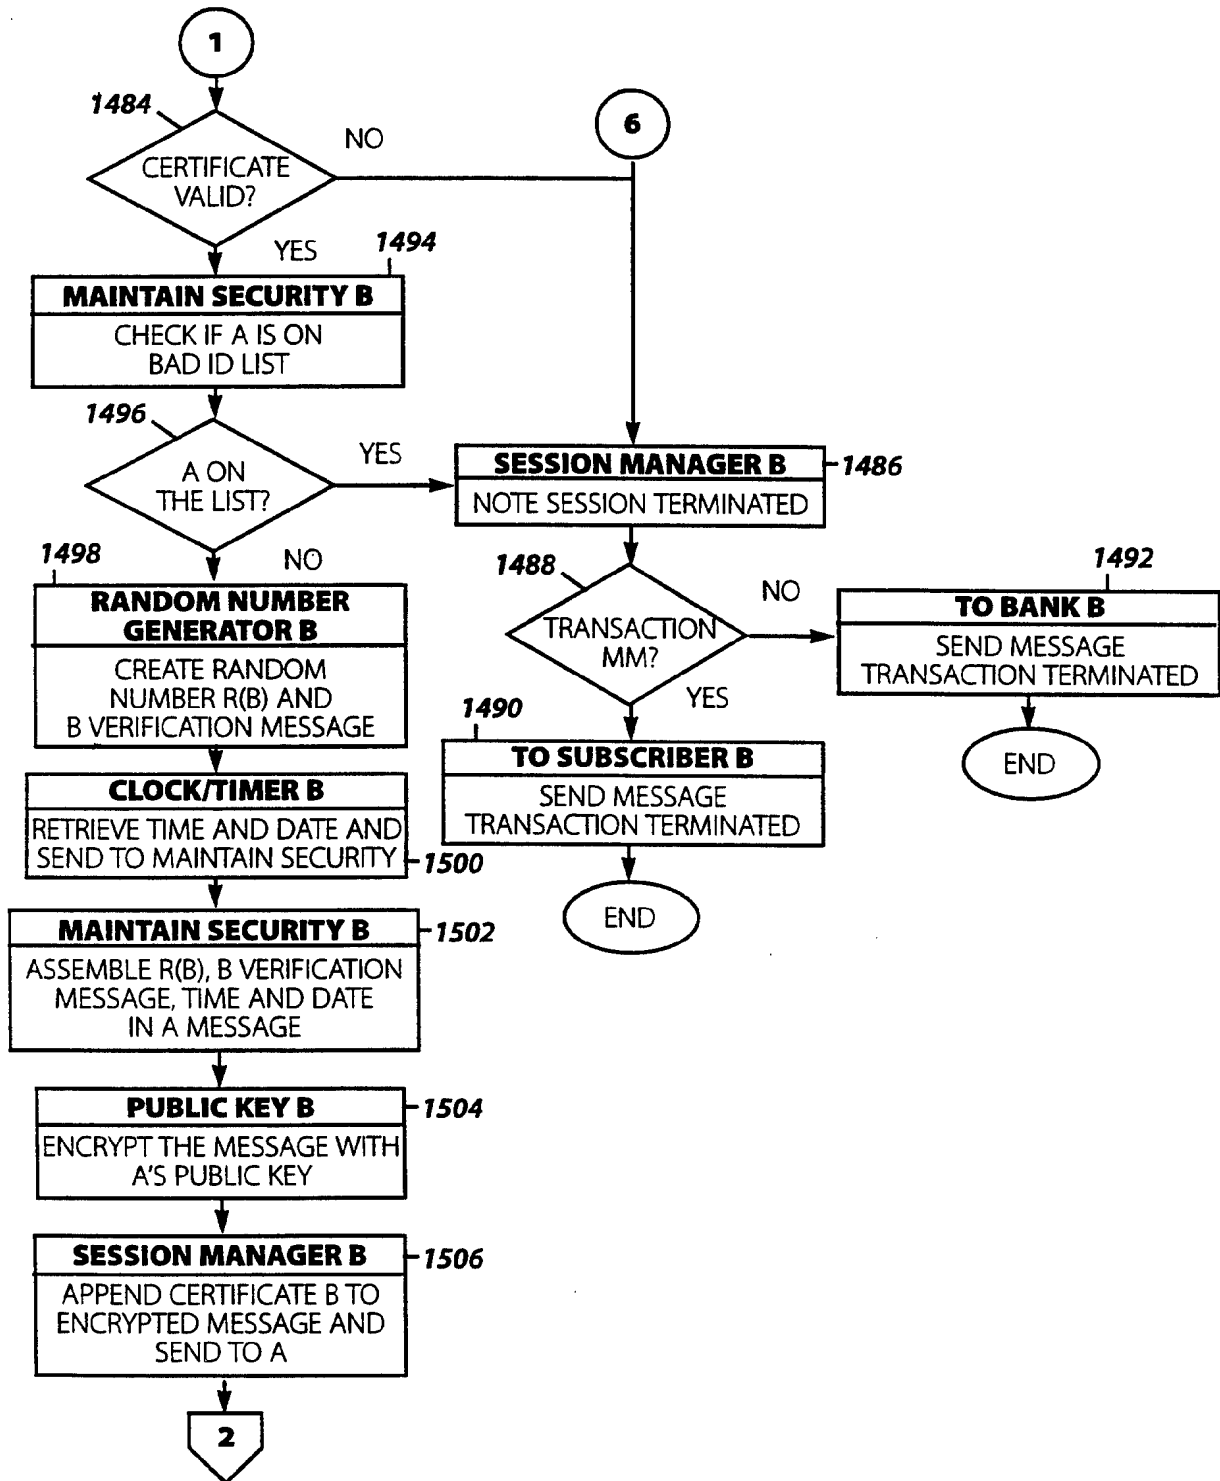 1
1484
NO
6
CERTIFICATE
VALID?
YES
1494
MAINTAIN SECURITY B
CHECK IF A IS ON
BAD ID LIST
1496
A ON
THE LIST?
YES
SESSION MANAGER B
1486
NOTE SESSION TERMINATED
NO
1498
RANDOM NUMBER
GENERATOR B
CREATE RANDOM
NUMBER R(B) AND
B VERIFICATION MESSAGE
1488
TRANSACTION
MM?
NO
YES
1492
TO BANK B
SEND MESSAGE
TRANSACTION TERMINATED
END
1490
TO SUBSCRIBER B
SEND MESSAGE
TRANSACTION TERMINATED
END
CLOCK/TIMER B
RETRIEVE TIME AND DATE AND
SEND TO MAINTAIN SECURITY
1500
MAINTAIN SECURITY B
1502
ASSEMBLE R(B), B VERIFICATION
MESSAGE, TIME AND DATE
IN A MESSAGE
PUBLIC KEY B
1504
ENCRYPT THE MESSAGE WITH
A'S PUBLIC KEY
SESSION MANAGER B
1506
APPEND CERTIFICATE B TO
ENCRYPTED MESSAGE AND
SEND TO A
2